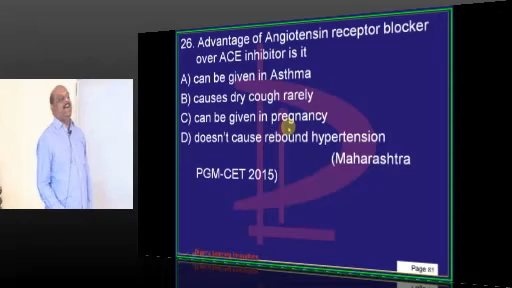 26. Advantage of Angiotensin receptor blocker
over ACE inhibitor is it
A) can be given in Asthma
B) causes dry cough rarely
C) can be given in pregnancy
D) doesn't cause rebound hypertension
(Maharashtra
PGM-CET 2015)
Page 81